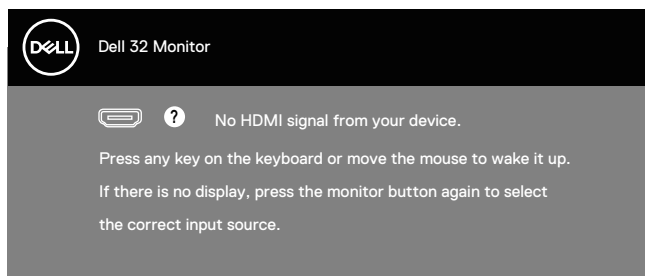 DELL
Dell 32 Monitor
? No HDMI signal from your device.
Press any key on the keyboard or move the mouse to wake it up.
If there is no display, press the monitor button again to select
the correct input source.